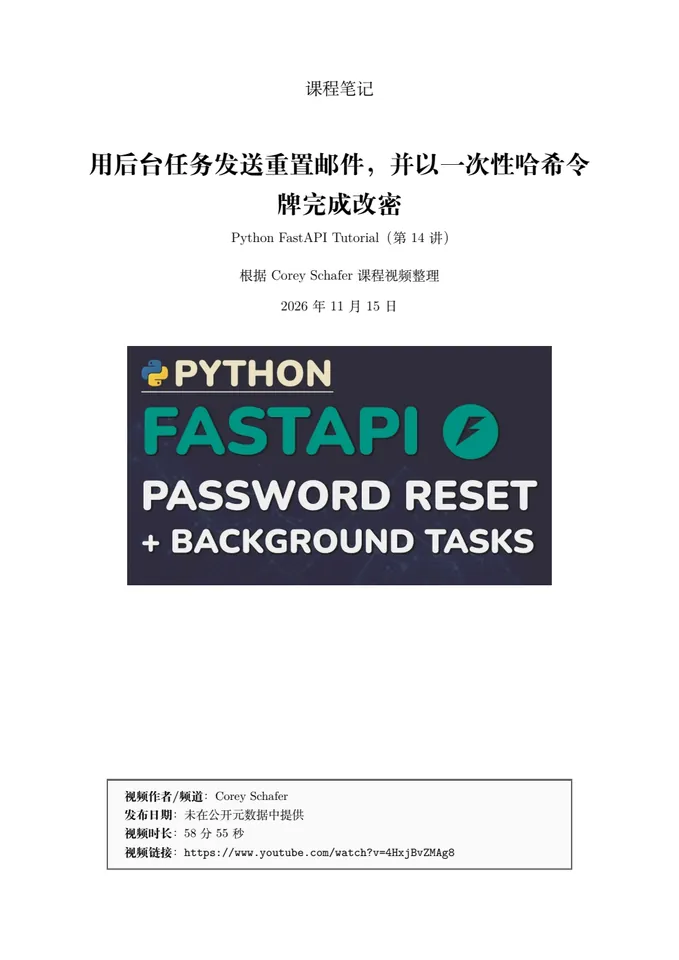 课程笔记
用后台任务发送重置邮件，并以一次性哈希令
牌完成改密
Python FastAPI Tutorial（第 14 讲）
根据 Corey Schafer 课程视频整理
2026 年 11 月 15 日
PYTHON
FASTAPI
PASSWORD RESET
+ BACKGROUND TASKS
视频作者/频道：Corey Schafer
发布日期：未在公开元数据中提供
视频时长：58 分 55 秒
视频链接：https://www.youtube.com/watch?v=4HxjBvZMAg8